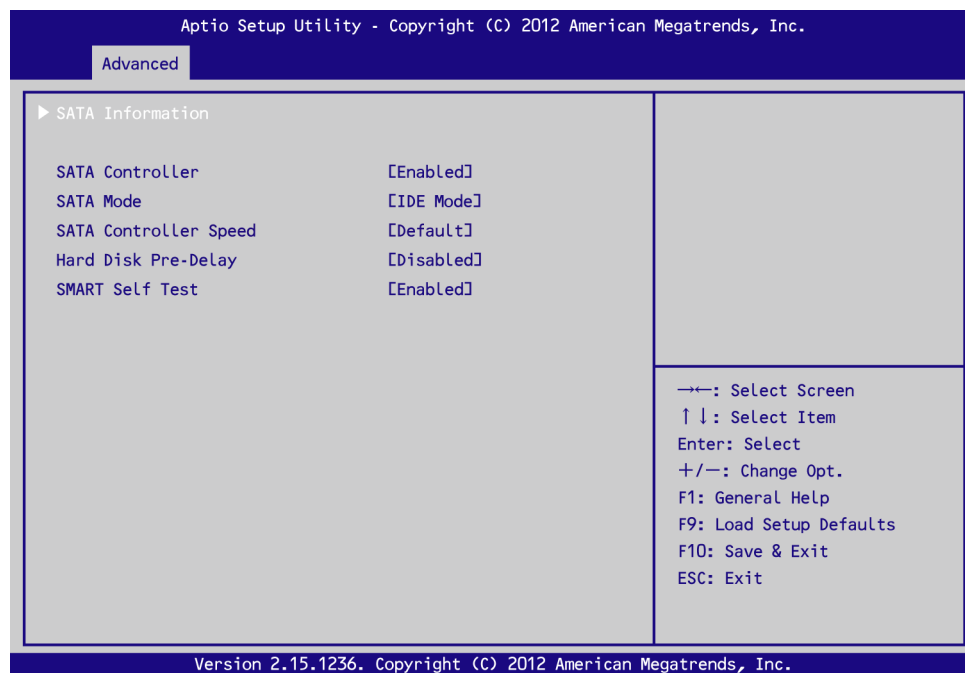 Aptio Setup Utility - Copyright (C) 2012 American Megatrends, Inc.
Advanced
▶ SATA Information
SATA Controller [Enabled]
SATA Mode [IDE Mode]
SATA Controller Speed [Default]
Hard Disk Pre-Delay [Disabled]
SMART Self Test [Enabled]
→←: Select Screen
↑↓: Select Item
Enter: Select
+/-: Change Opt.
F1: General Help
F9: Load Setup Defaults
F10: Save & Exit
ESC: Exit
Version 2.15.1236. Copyright (C) 2012 American Megatrends, Inc.